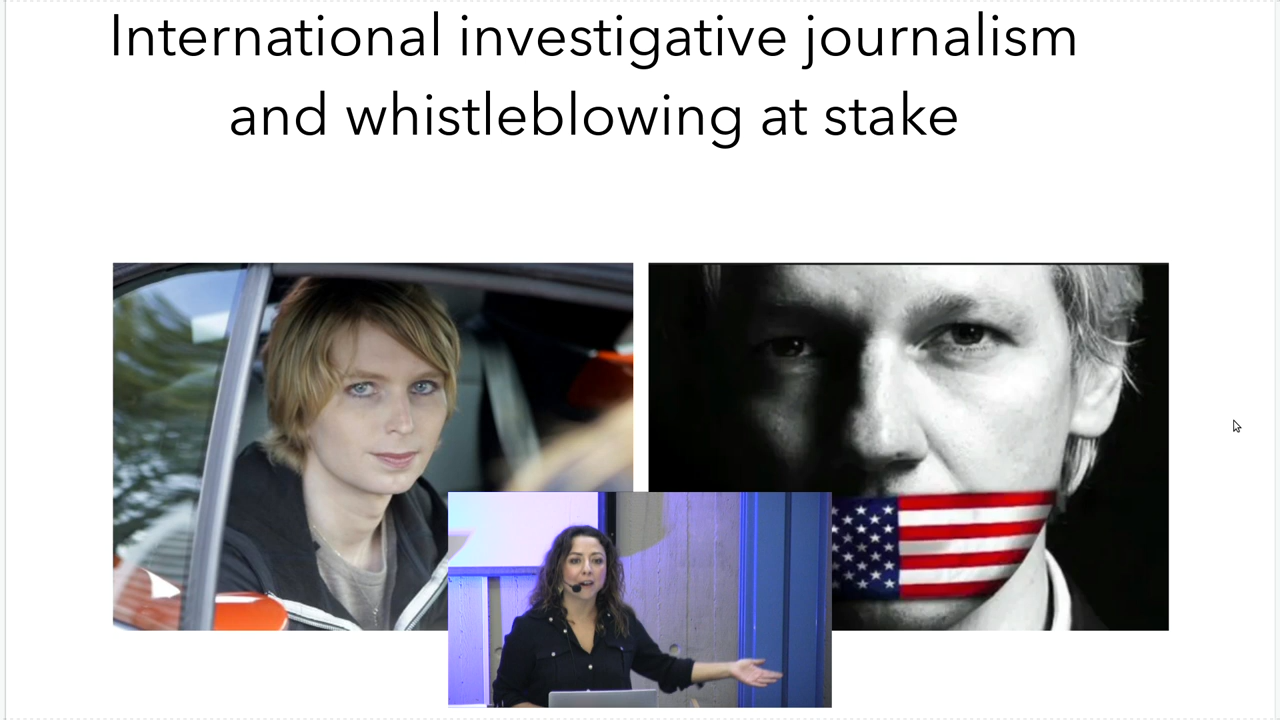 International investigative journalism
and whistleblowing at stake